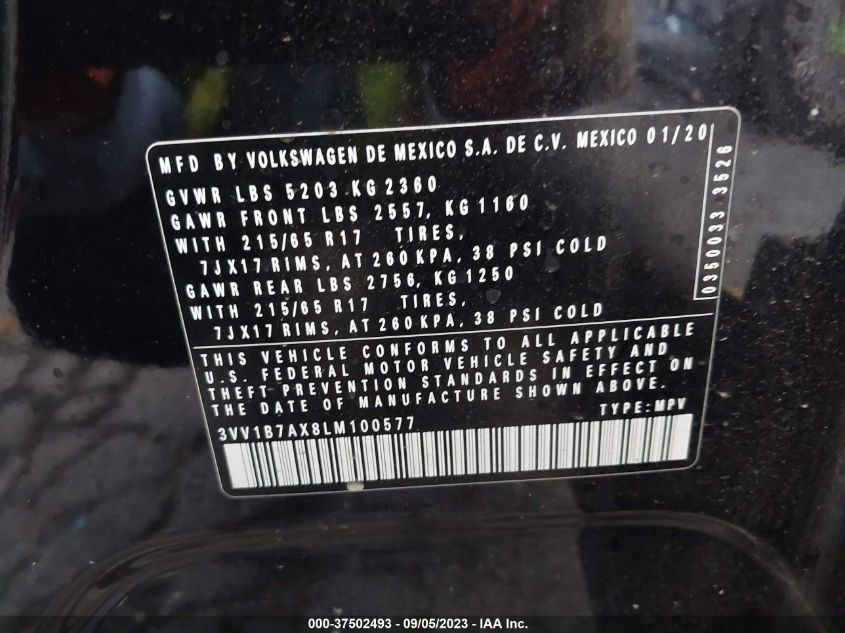 MFD BY VOLKSWAGEN DE MEXICO S.A. DE C.V. MEXICO 01/20
GVWR LBS 5203 KG 2360
GAWR FRONT LBS 2557, KG 1160
WITH 215/65 R17 TIRES,
7JX17 RIMS, AT 260 KPA, 38 PSI COLD
GAWR REAR LBS 2756, KG 1250
WITH 215/65 R17 TIRES,
7JX17 RIMS, AT 260 KPA, 38 PSI COLD
0350033 3526
THIS VEHICLE CONFORMS TO ALL APPLICABLE
U.S. FEDERAL MOTOR VEHICLE SAFETY AND
THEFT PREVENTION STANDARDS IN EFFECT ON
THE DATE OF MANUFACTURE SHOWN ABOVE.
3VV1B7AX8LM100577 TYPE:MPV
000-37502493 - 09/05/2023 - IAA Inc.